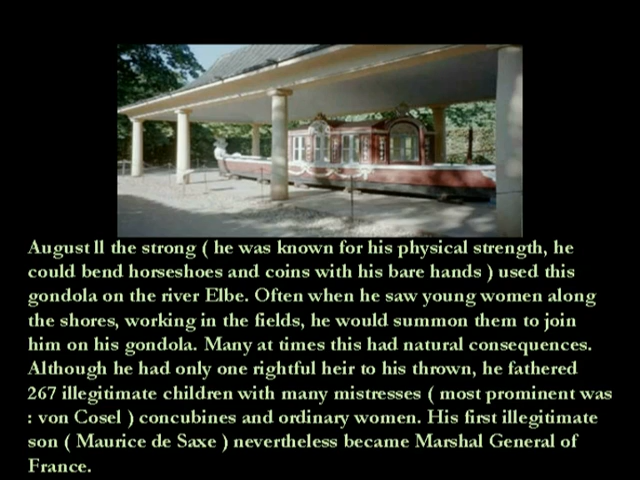 August ll the strong ( he was known for his physical strength, he
could bend horseshoes and coins with his bare hands ) used this
gondola on the river Elbe. Often when he saw young women along
the shores, working in the fields, he would summon them to join
him on his gondola. Many at times this had natural consequences.
Although he had only one rightful heir to his thrown, he fathered
267 illegitimate children with many mistresses ( most prominent was
: von Cosel ) concubines and ordinary women. His first illegitimate
son ( Maurice de Saxe ) nevertheless became Marshal General of
France.